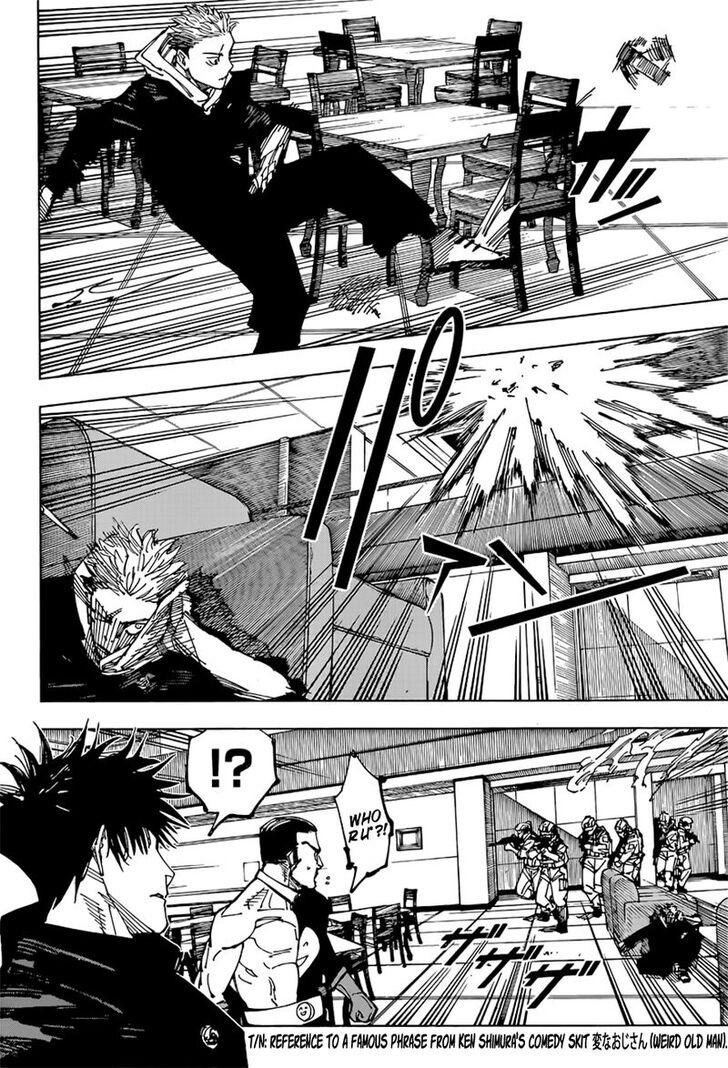 ガッ
パァン
!?
WHO
R U?!
ザザザ
T/N: REFERENCE TO A FAMOUS PHRASE FROM KEN SHIMURA'S COMEDY SKIT 変なおじさん (WEIRD OLD MAN).